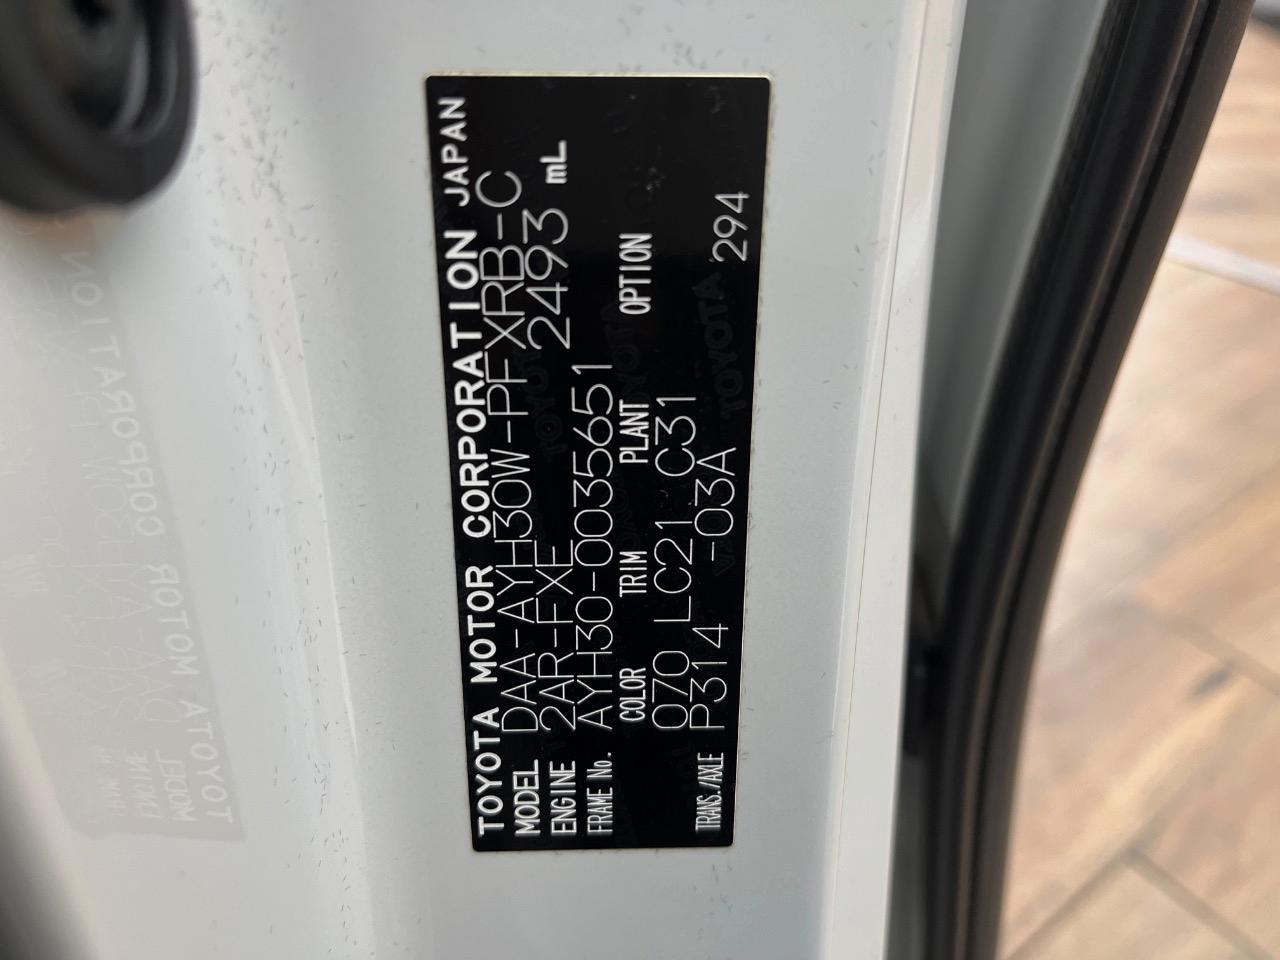 TOYOTA MOTOR CORPORATION JAPAN
MODEL DAA-AYH30W-PFXRB-C
ENGINE 2AR-FXE 2493 mL
FRAME No. AYH30-0035651
COLOR TRIM PLANT OPTION
070 LC21 C31
TRANS./AXLE P314 -03A 294